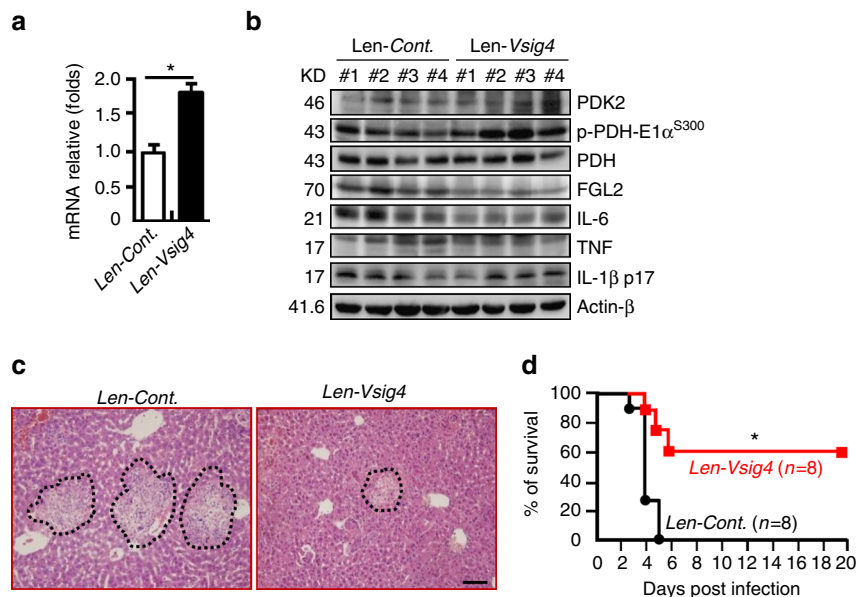 a
mRNA relative (folds)
2.0
1.5
1.0
0
*
Len-Cont.
Len-Vsig4
b
Len-Cont. Len-Vsig4
KD #1 #2 #3 #4 #1 #2 #3 #4
46 PDK2
43 p-PDH-E1α^S300
43 PDH
70 FGL2
21 IL-6
17 TNF
17 IL-1β p17
41.6 Actin-β
c
Len-Cont. Len-Vsig4
d
% of survival
100
80
60
40
20
0
*
Len-Vsig4 (n=8)
Len-Cont. (n=8)
0 2 4 6 8 10 12 14 16 18 20
Days post infection